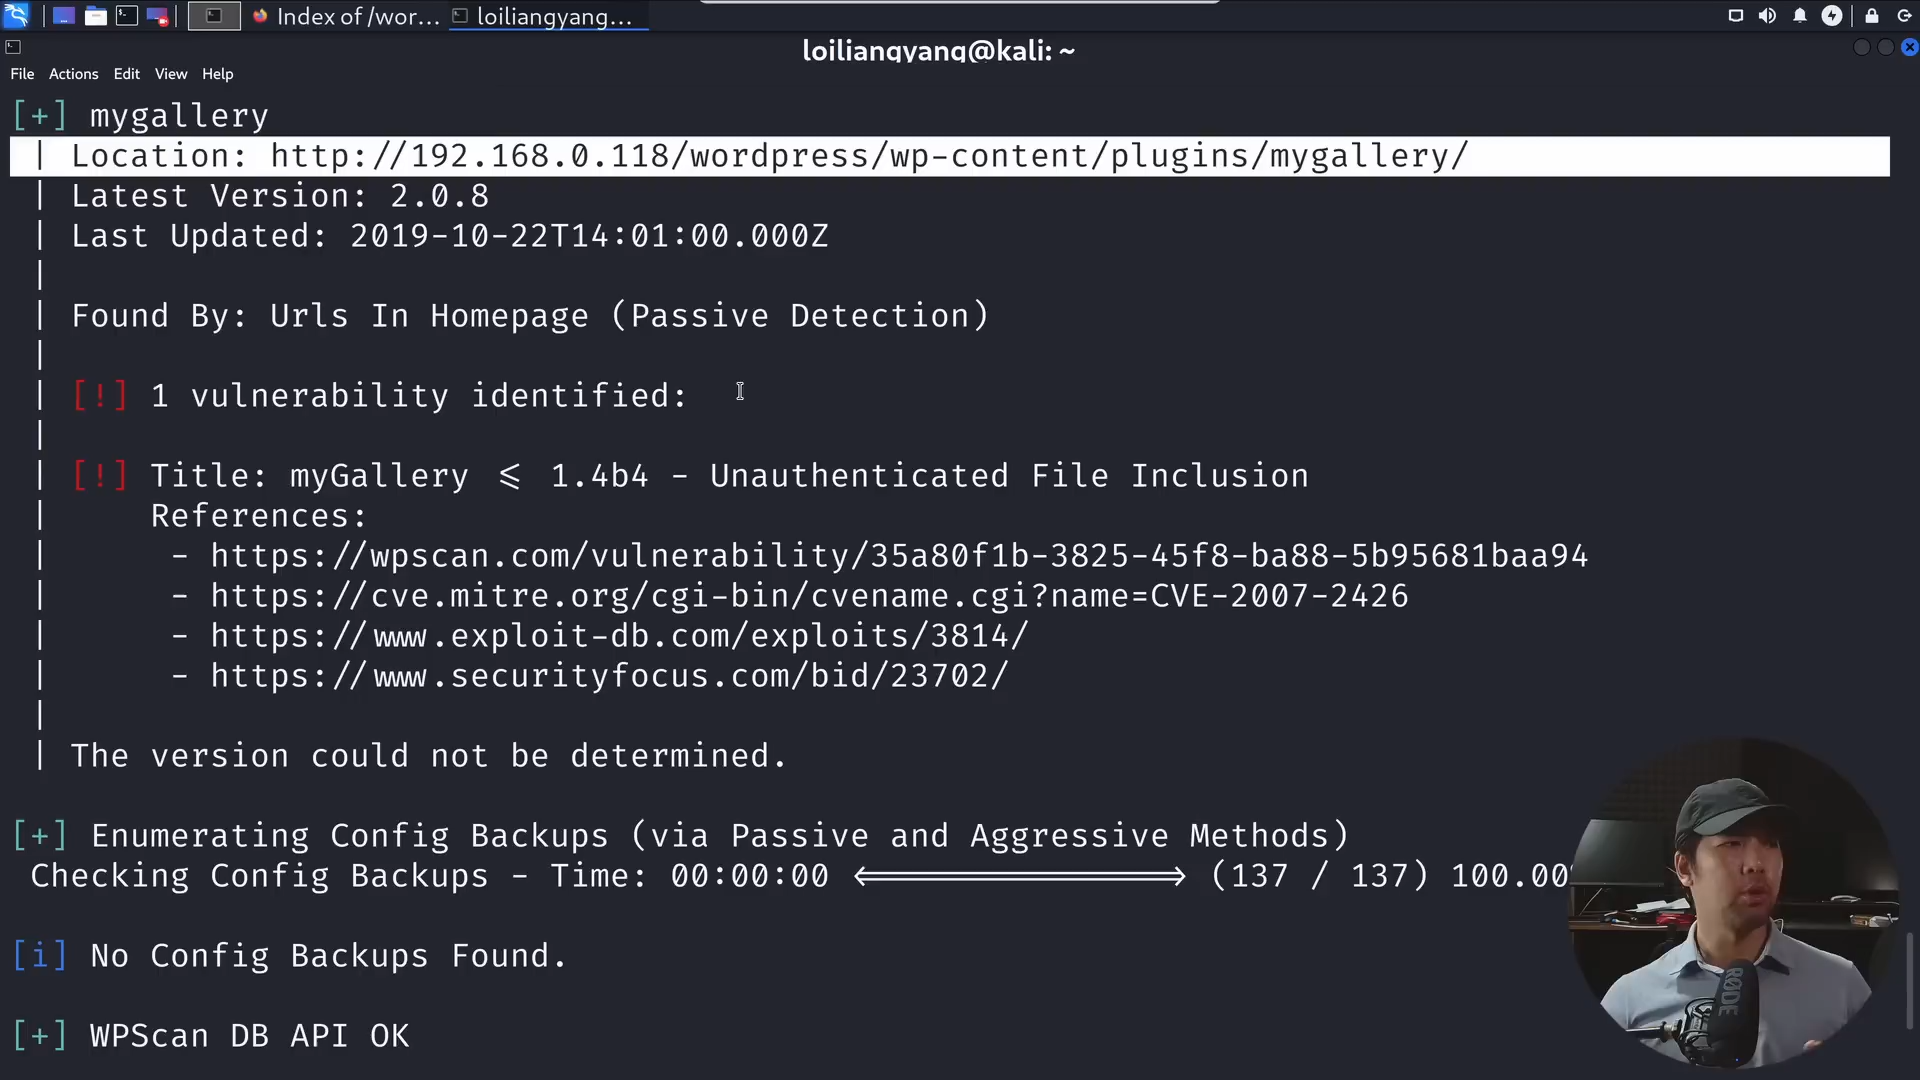 Index of /wor...
loiliangyang...
loiliangyang@kali: ~
File Actions Edit View Help
[+] mygallery
| Location: http://192.168.0.118/wordpress/wp-content/plugins/mygallery/
| Latest Version: 2.0.8
| Last Updated: 2019-10-22T14:01:00.000Z
|
| Found By: Urls In Homepage (Passive Detection)
|
| [!] 1 vulnerability identified:
|
| [!] Title: myGallery ≤ 1.4b4 - Unauthenticated File Inclusion
| References:
| - https://wpscan.com/vulnerability/35a80f1b-3825-45f8-ba88-5b95681baa94
| - https://cve.mitre.org/cgi-bin/cvename.cgi?name=CVE-2007-2426
| - https://www.exploit-db.com/exploits/3814/
| - https://www.securityfocus.com/bid/23702/
|
| The version could not be determined.
[+] Enumerating Config Backups (via Passive and Aggressive Methods)
Checking Config Backups - Time: 00:00:00 <=================> (137 / 137) 100.00
[i] No Config Backups Found.
[+] WPScan DB API OK
RØDE